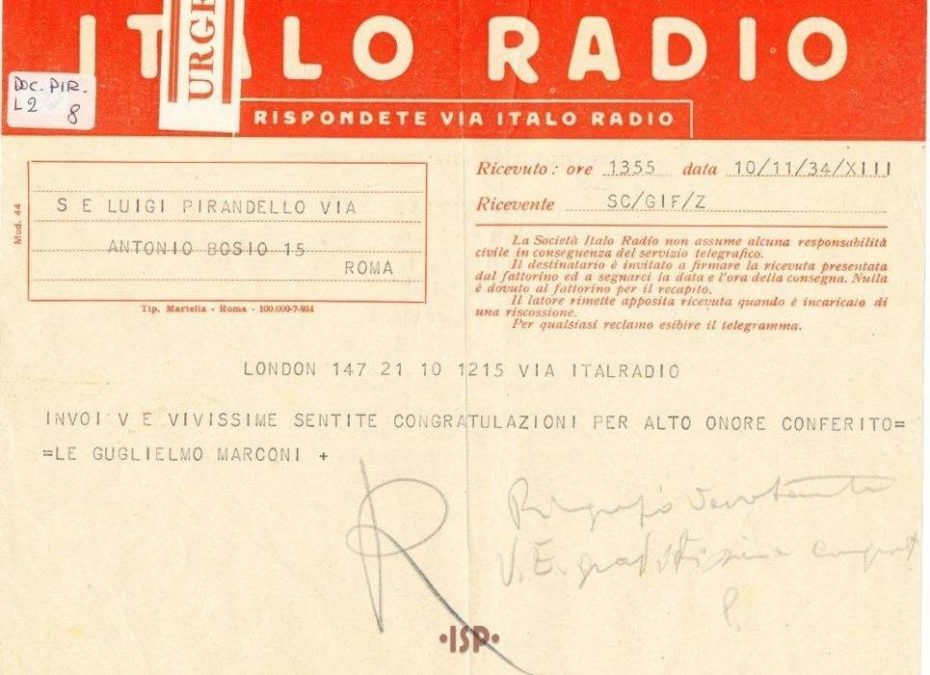 ITALO RADIO
URGE
DOC. PIR.
L2 8
RISPONDETE VIA ITALO RADIO
Mod. 44
S E LUIGI PIRANDELLO VIA
ANTONIO BOSIO 15
ROMA
Tip. Martella - Roma - 100.000-7-934
Ricevuto: ore 1355 data 10/11/34/XIII
Ricevente SC/GIF/Z
La Società Italo Radio non assume alcuna responsabilità
civile in conseguenza del servizio telegrafico.
Il destinatario è invitato a firmare la ricevuta presentata
dal fattorino ed a segnarci la data e l'ora della consegna. Nulla
è dovuto al fattorino per il recapito.
Il latore rimette apposita ricevuta quando è incaricato di
una riscossione.
Per qualsiasi reclamo esibire il telegramma.
LONDON 147 21 10 1215 VIA ITALRADIO
INVOI V E VIVISSIME SENTITE CONGRATULAZIONI PER ALTO ONORE CONFERITO=
=LE GUGLIELMO MARCONI +
R
V. E.
P.
•ISP•